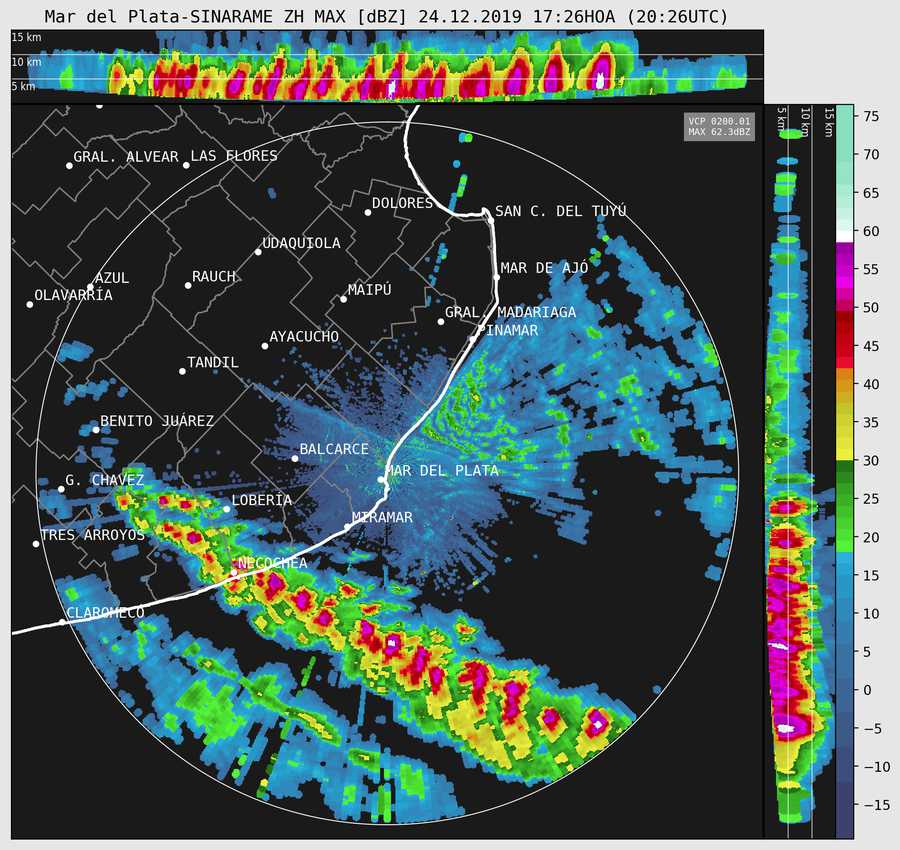 Mar del Plata-SINARAME ZH MAX [dBZ] 24.12.2019 17:26HOA (20:26UTC)
15 km
10 km
5 km
VCP 0200.01
MAX 62.3dBZ
5 km
10 km
15 km
GRAL. ALVEAR
LAS FLORES
DOLORES
SAN C. DEL TUYÚ
UDAQUIOLA
MAR DE AJÓ
AZUL
RAUCH
OLAVARRÍA
MAIPÚ
GRAL. MADARIAGA
PINAMAR
AYACUCHO
TANDIL
BENITO JUÁREZ
BALCARCE
MAR DEL PLATA
G. CHAVEZ
LOBERÍA
MIRAMAR
TRES ARROYOS
NECOCHEA
CLAROMECÓ
75
70
65
60
55
50
45
40
35
30
25
20
15
10
5
0
−5
−10
−15